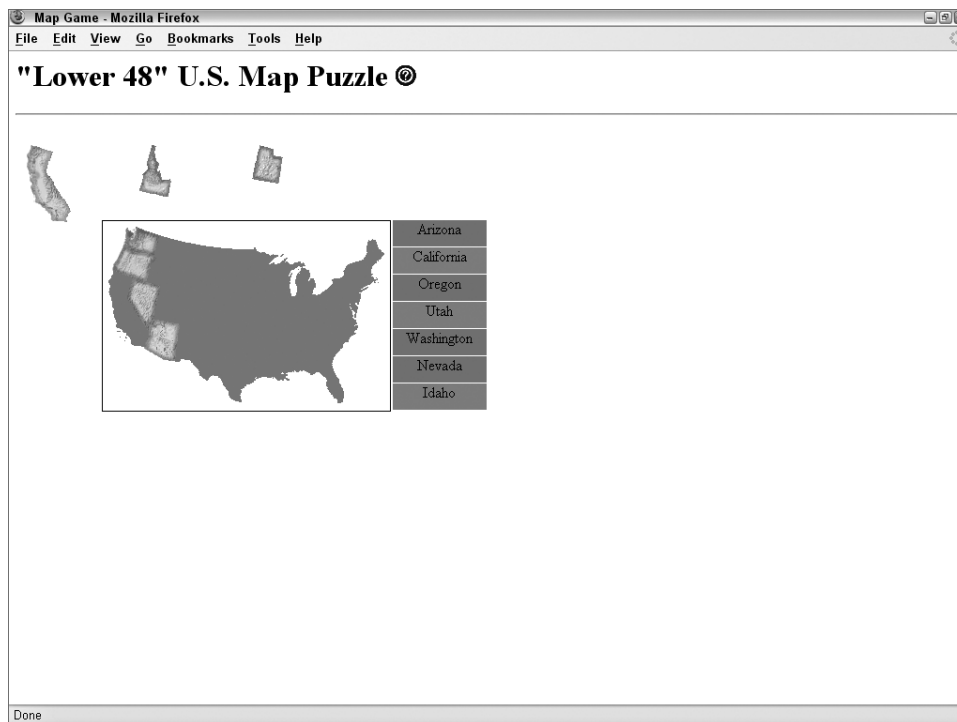 Map Game - Mozilla Firefox
File Edit View Go Bookmarks Tools Help
"Lower 48" U.S. Map Puzzle ?
Arizona
California
Oregon
Utah
Washington
Nevada
Idaho
Done